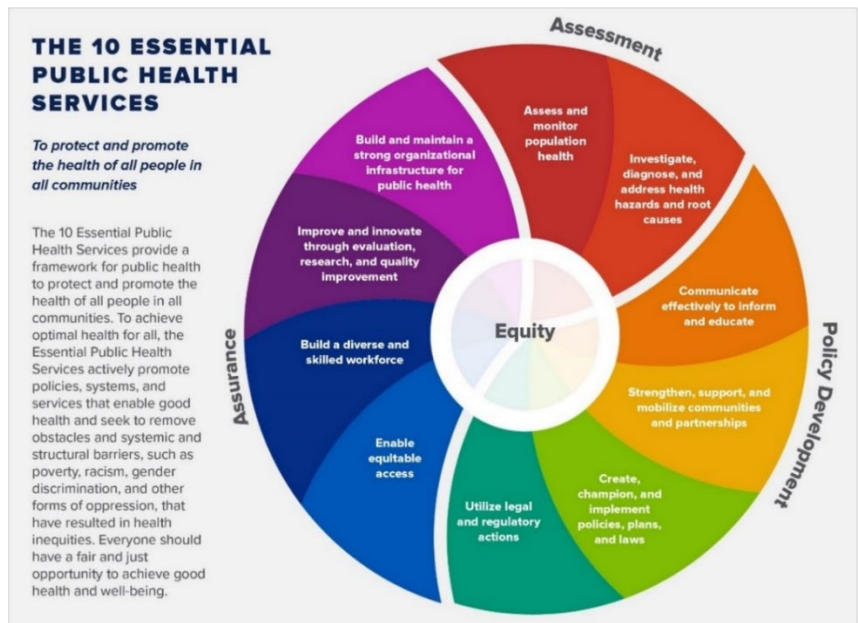 THE 10 ESSENTIAL
PUBLIC HEALTH
SERVICES
To protect and promote
the health of all people in
all communities
The 10 Essential Public
Health Services provide a
framework for public health
to protect and promote the
health of all people in all
communities. To achieve
optimal health for all, the
Essential Public Health
Services actively promote
policies, systems, and
services that enable good
health and seek to remove
obstacles and systemic and
structural barriers, such as
poverty, racism, gender
discrimination, and other
forms of oppression, that
have resulted in health
inequities. Everyone should
have a fair and just
opportunity to achieve good
health and well-being.
Assessment
Assess and
monitor
population
health
Investigate,
diagnose, and
address health
hazards and root
causes
Policy Development
Communicate
effectively to inform
and educate
Strengthen, support, and
mobilize communities
and partnerships
Create,
champion, and
implement
policies, plans,
and laws
Utilize legal
and regulatory
actions
Assurance
Enable
equitable
access
Build a diverse and
skilled workforce
Improve and innovate
through evaluation,
research, and quality
improvement
Build and maintain a
strong organizational
infrastructure for
public health
Equity